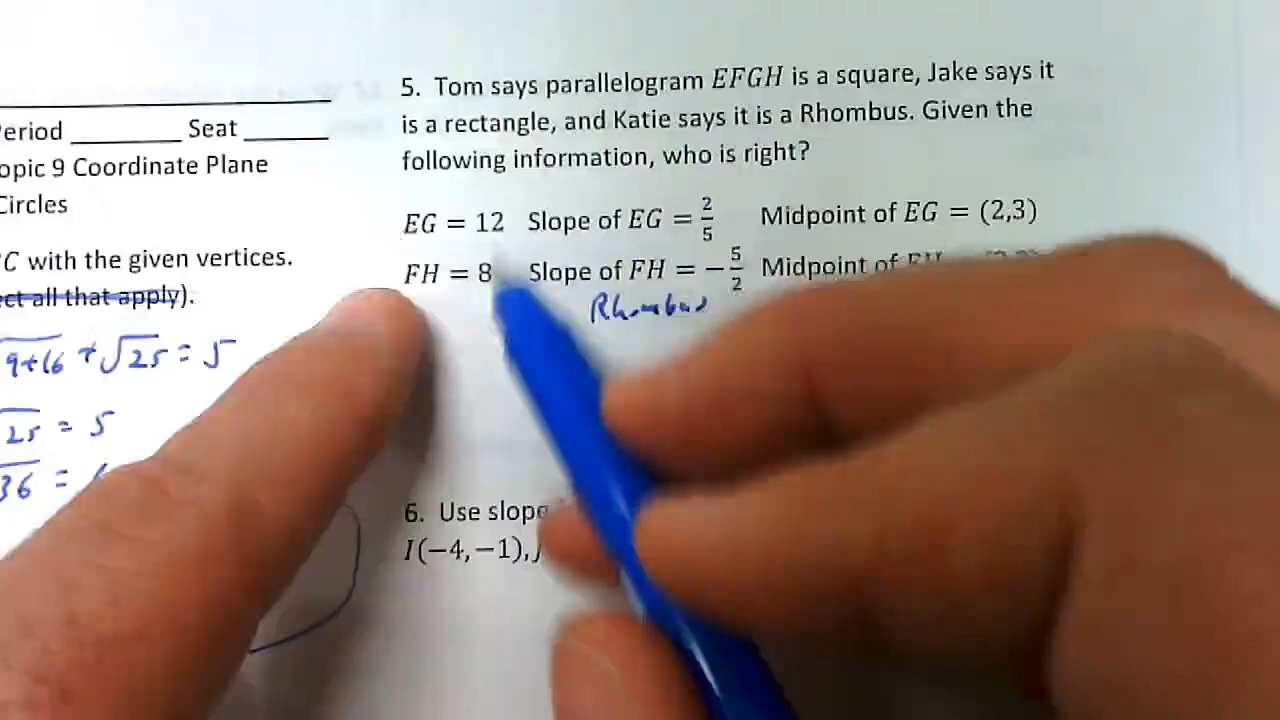 eriod ________ Seat ______
opic 9 Coordinate Plane
Circles
C with the given vertices.
ect all that apply).
9+16 + √25 = 5
25 = 5
36 =
5. Tom says parallelogram EFGH is a square, Jake says it
is a rectangle, and Katie says it is a Rhombus. Given the
following information, who is right?
EG = 12 Slope of EG = 2/5 Midpoint of EG = (2,3)
FH = 8 Slope of FH = −5/2 Midpoint of
Rhombus
6. Use slope
I(−4,−1),